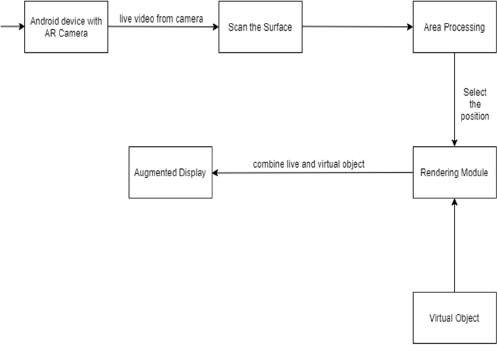 Android device with
AR Camera
live video from camera
Scan the Surface
Area Processing
Select
the
position
Augmented Display
combine live and virtual object
Rendering Module
Virtual Object